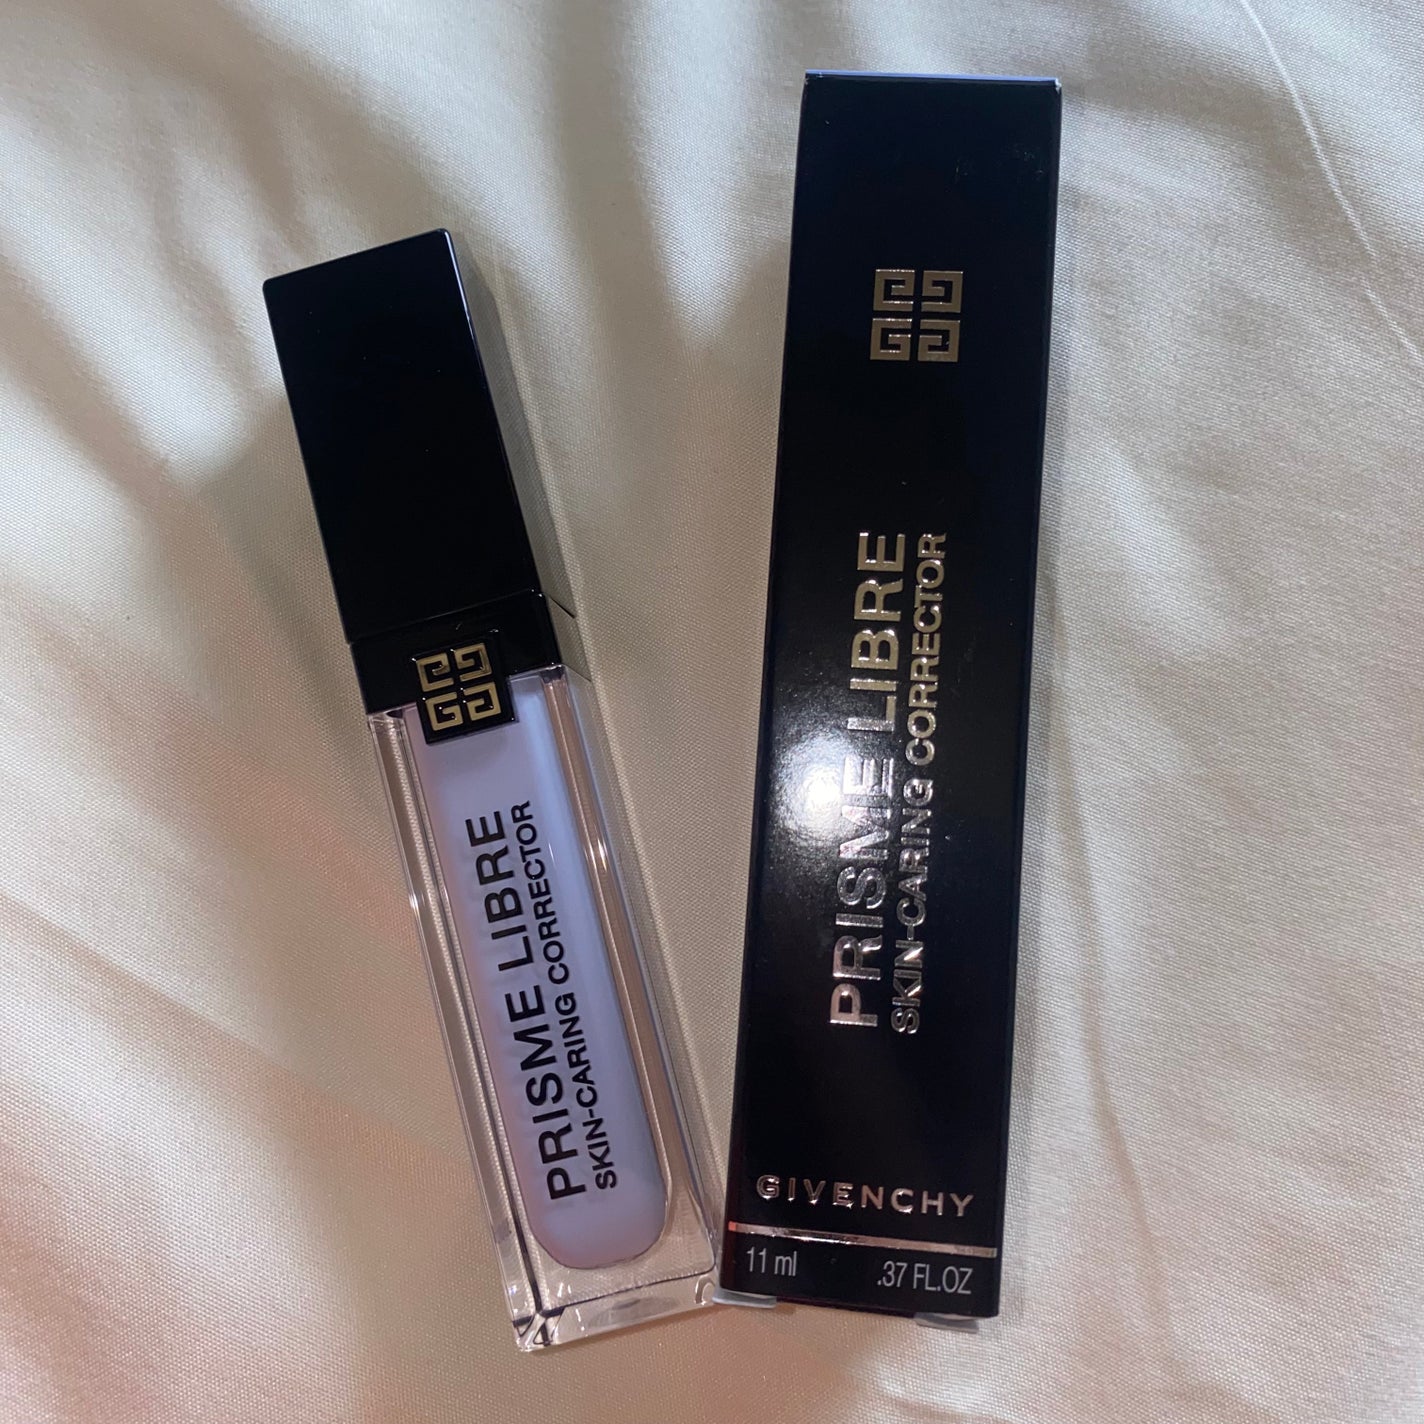 PRISME LIBRE
SKIN-CARING CORRECTOR
PRISME LIBRE
SKIN-CARING CORRECTOR
GIVENCHY
11 ml .37 FL.OZ